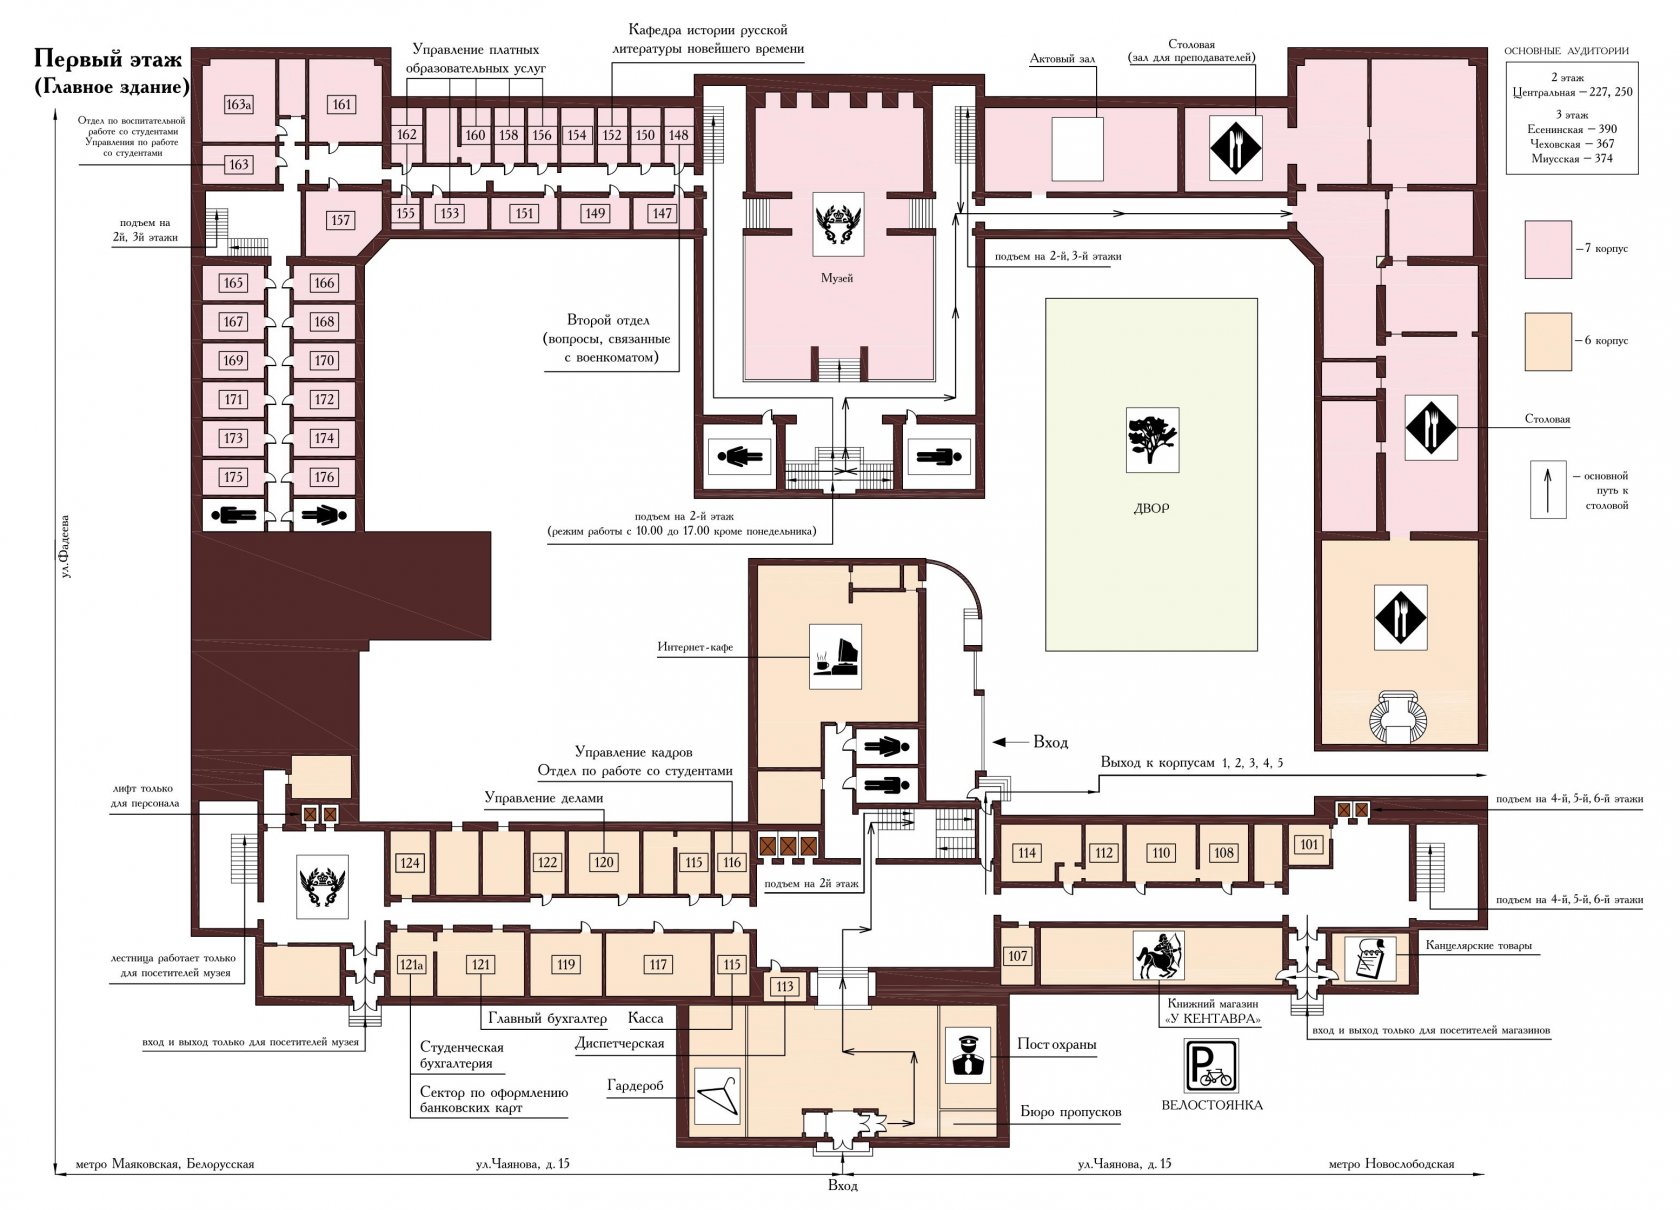 Первый этаж
(Главное здание)
Отдел по воспитательной
работе со студентами
Управления по работе
со студентами
подъем на
2й, 3й этажи
Управление платных
образовательных услуг
Кафедра истории русской
литературы новейшего времени
Актовый зал
Столовая
(зал для преподавателей)
ОСНОВНЫЕ АУДИТОРИИ
2 этаж
Центральная – 227, 250
3 этаж
Есенинская – 390
Чеховская – 367
Миусская – 374
163а
161
163
157
162
160
158
156
154
152
150
148
155
153
151
149
147
165
166
167
168
169
170
171
172
173
174
175
176
Музей
подъем на 2-й, 3-й этажи
– 7 корпус
– 6 корпус
Второй отдел
(вопросы, связанные
с военкоматом)
Столовая
– основной
путь к
столовой
ДВОР
подъем на 2-й этаж
(режим работы с 10.00 до 17.00 кроме понедельника)
ул.Фадеева
Интернет-кафе
Вход
Выход к корпусам 1, 2, 3, 4, 5
Управление кадров
Отдел по работе со студентами
Управление делами
лифт только
для персонала
подъем на 4-й, 5-й, 6-й этажи
124
122
120
115
116
подъем на 2й этаж
114
112
110
108
101
подъем на 4-й, 5-й, 6-й этажи
лестница работает только
для посетителей музея
121а
121
119
117
115
113
107
Канцелярские товары
Книжний магазин
«У КЕНТАВРА»
вход и выход только для посетителей музея
вход и выход только для посетителей магазинов
Главный бухгалтер
Касса
Диспетчерская
Студенческая
бухгалтерия
Сектор по оформлению
банковских карт
Гардероб
Пост охраны
Бюро пропусков
P
ВЕЛОСТОЯНКА
метро Маяковская, Белорусская
ул.Чаянова, д. 15
Вход
ул.Чаянова, д. 15
метро Новослободская